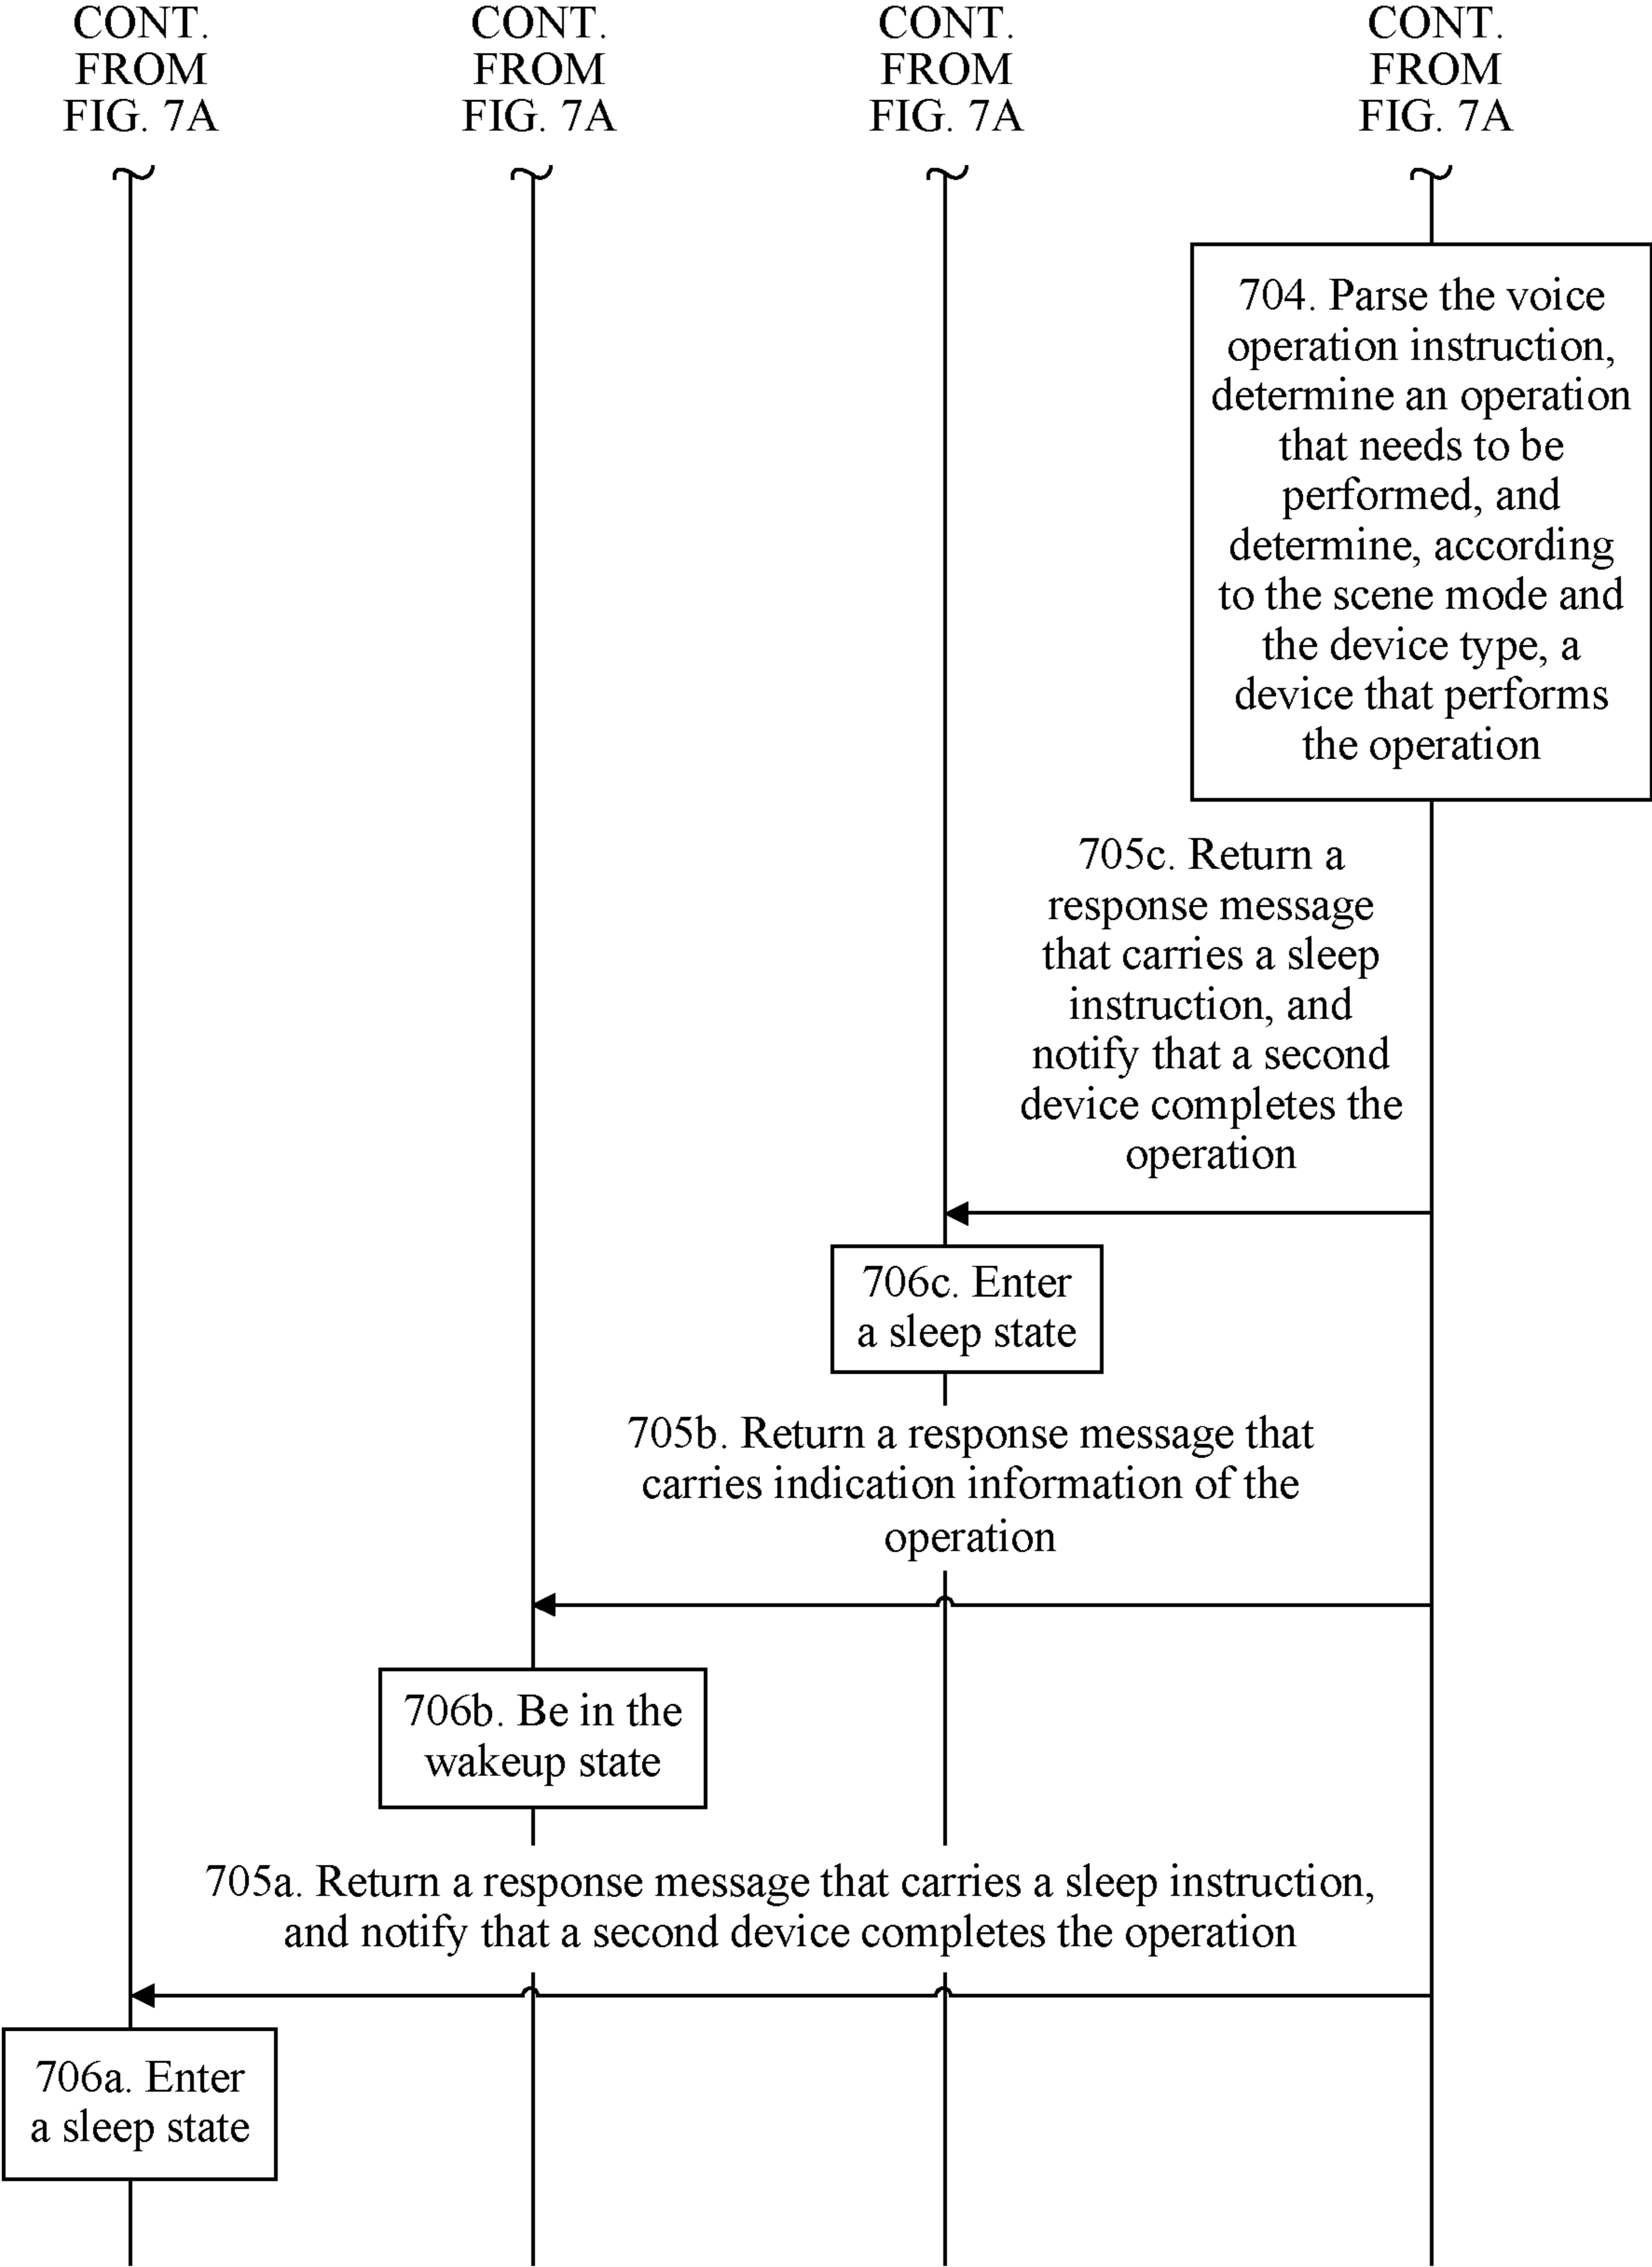 CONT.
FROM
FIG. 7A
CONT.
FROM
FIG. 7A
CONT.
FROM
FIG. 7A
CONT.
FROM
FIG. 7A
704. Parse the voice
operation instruction,
determine an operation
that needs to be
performed, and
determine, according
to the scene mode and
the device type, a
device that performs
the operation
705c. Return a
response message
that carries a sleep
instruction, and
notify that a second
device completes the
operation
706c. Enter
a sleep state
705b. Return a response message that
carries indication information of the
operation
706b. Be in the
wakeup state
705a. Return a response message that carries a sleep instruction,
and notify that a second device completes the operation
706a. Enter
a sleep state